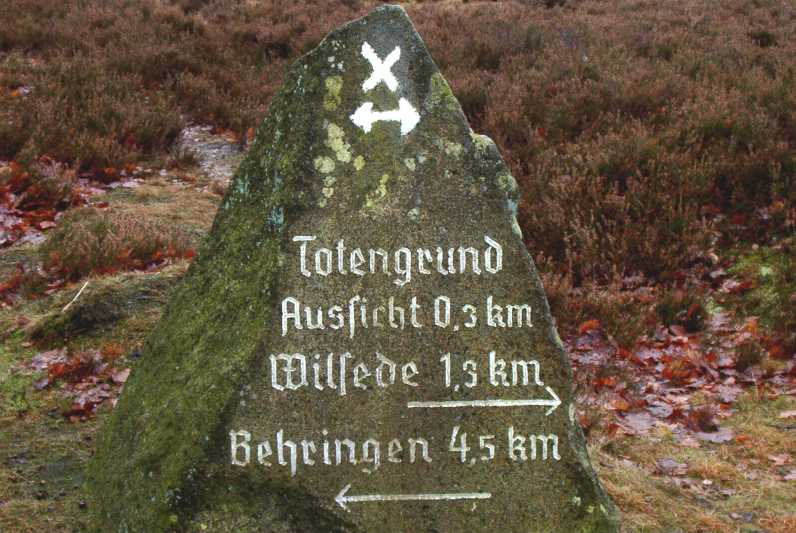 Totengrund
Ausſicht 0,3 km
Wilſede 1,3 km
Behringen 4,5 km